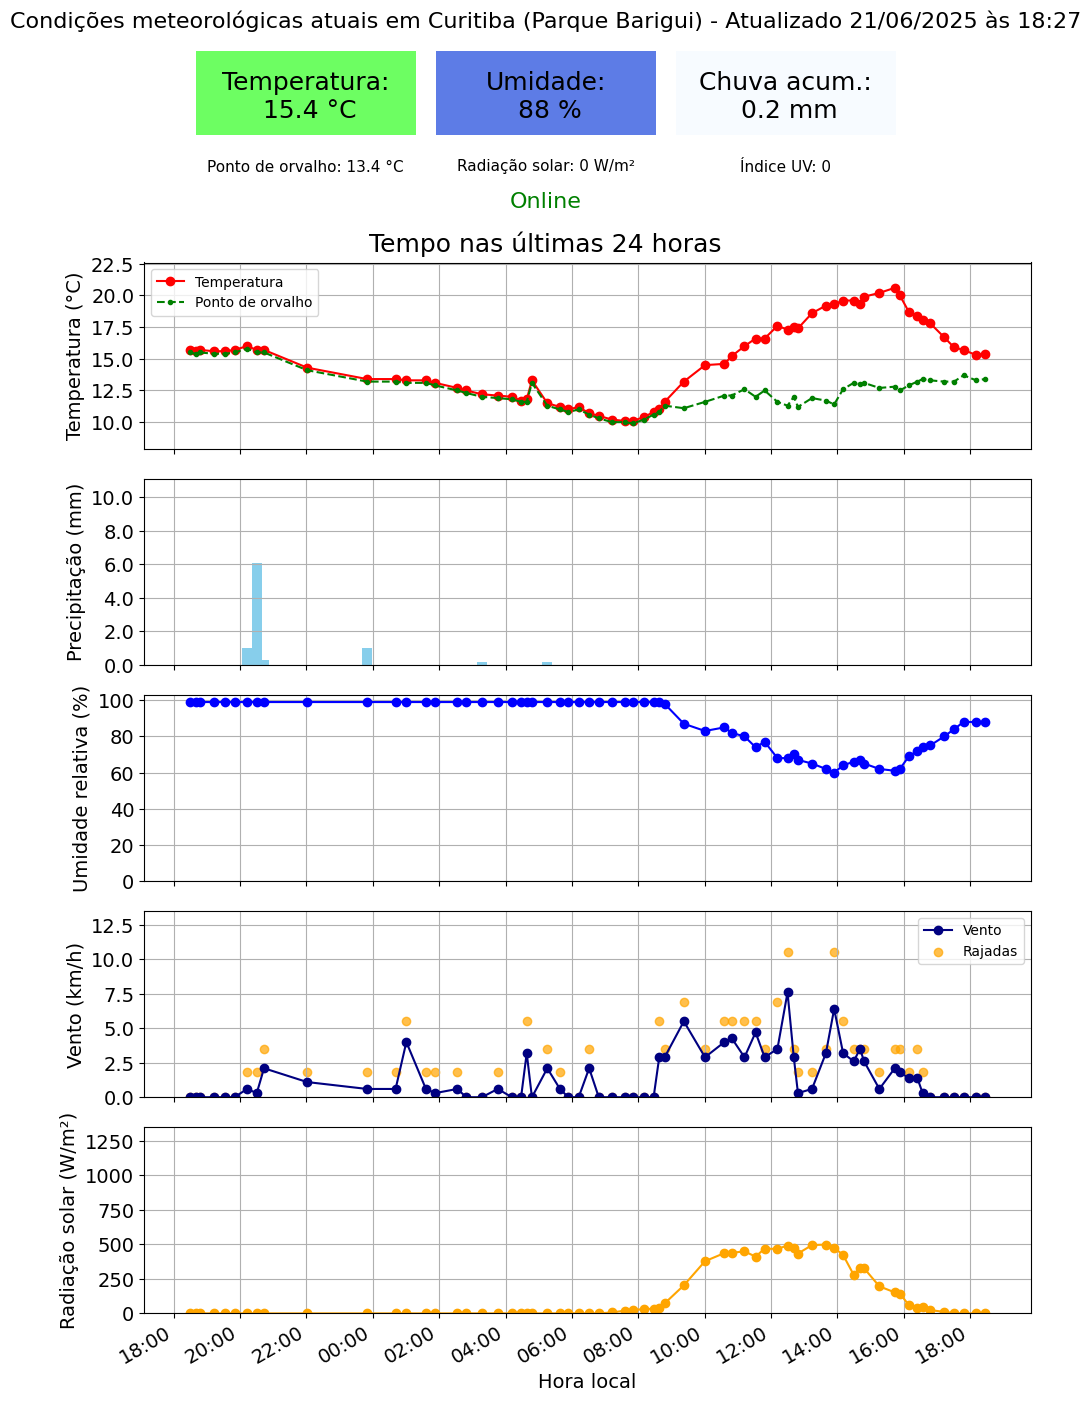 Condições meteorológicas atuais em Curitiba (Parque Barigui) - Atualizado 21/06/2025 às 18:27
Temperatura:
15.4 °C
Umidade:
88 %
Chuva acum.:
0.2 mm
Ponto de orvalho: 13.4 °C
Radiação solar: 0 W/m²
Índice UV: 0
Online
Tempo nas últimas 24 horas
Temperatura (°C)
22.5
20.0
17.5
15.0
12.5
10.0
Temperatura
Ponto de orvalho
Precipitação (mm)
10.0
8.0
6.0
4.0
2.0
0.0
Umidade relativa (%)
100
80
60
40
20
0
Vento (km/h)
12.5
10.0
7.5
5.0
2.5
0.0
Vento
Rajadas
Radiação solar (W/m²)
1250
1000
750
500
250
0
18:00
20:00
22:00
00:00
02:00
04:00
06:00
08:00
10:00
12:00
14:00
16:00
18:00
Hora local